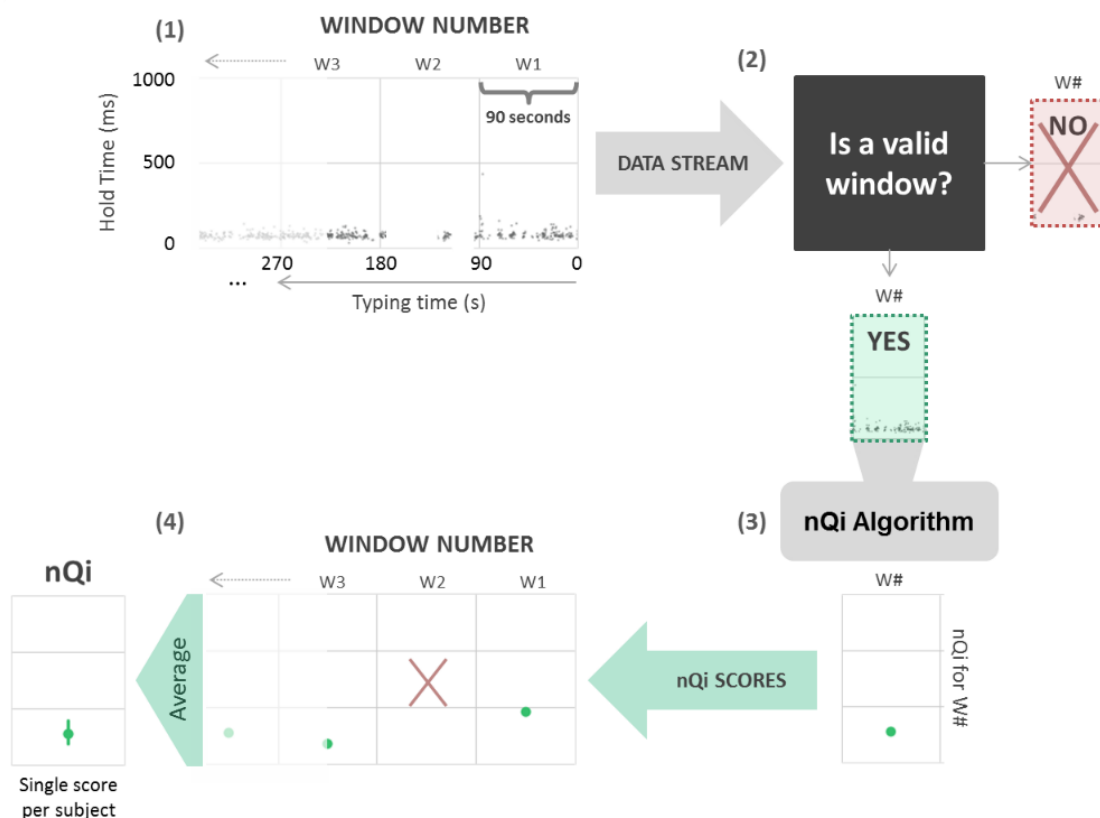 (1)
WINDOW NUMBER
W3 W2 W1
Hold Time (ms)
1000
500
0
90 seconds
270 180 90 0
...
Typing time (s)
DATA STREAM
(2)
Is a valid
window?
W#
NO
W#
YES
(3)
nQi Algorithm
W#
nQi for W#
nQi SCORES
(4)
WINDOW NUMBER
W3 W2 W1
Average
nQi
Single score
per subject